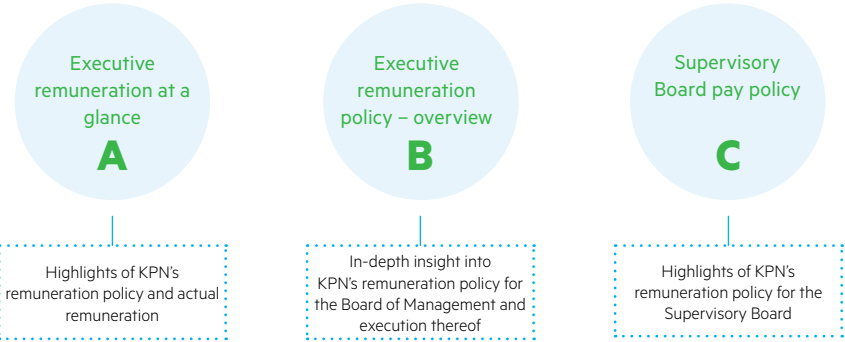 Executive
remuneration at a
glance
A
Highlights of KPN's
remuneration policy and actual
remuneration
Executive
remuneration
policy – overview
B
In-depth insight into
KPN's remuneration policy for
the Board of Management and
execution thereof
Supervisory
Board pay policy
C
Highlights of KPN's
remuneration policy for the
Supervisory Board